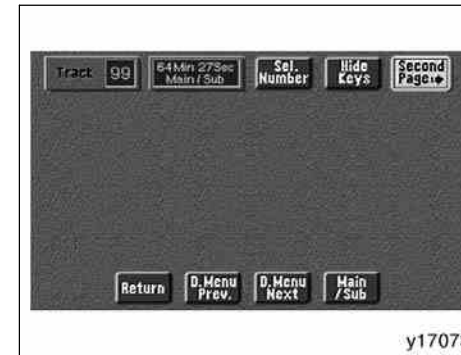 Track 99
64Min 27Sec
Main / Sub
Sel.
Number
Hide
Keys
Second
Page
Return
D.Menu
Prev.
D.Menu
Next
Main
/Sub